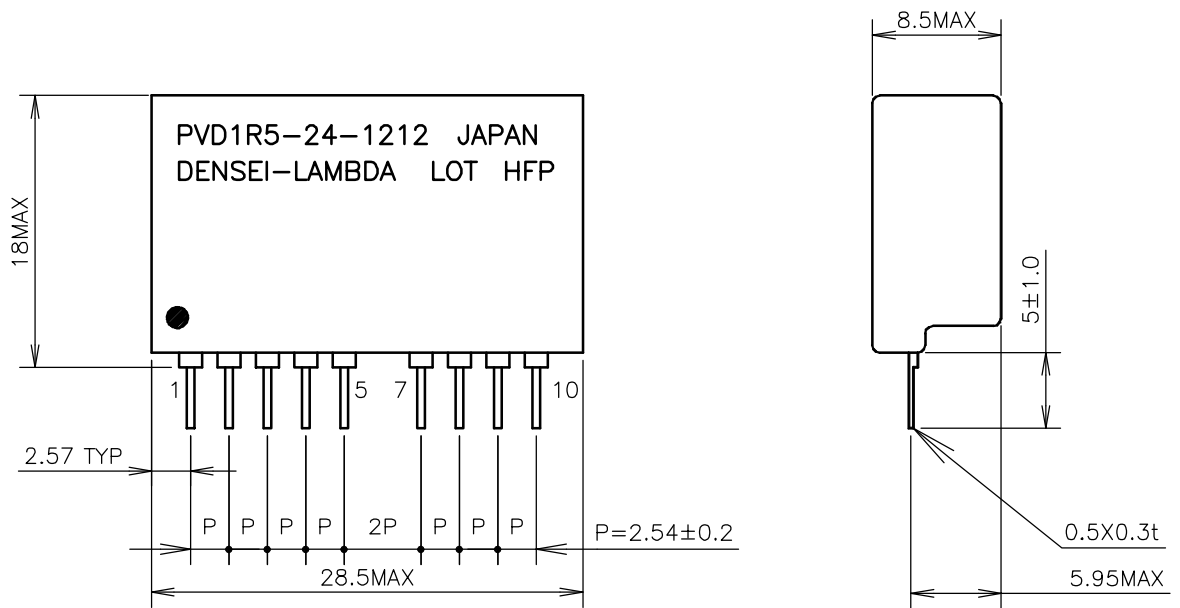 8.5MAX
PVD1R5-24-1212 JAPAN
DENSEI-LAMBDA LOT HFP
18MAX
5±1.0
1 5 7 10
2.57 TYP
P P P P 2P P P P
P=2.54±0.2
0.5X0.3t
28.5MAX
5.95MAX